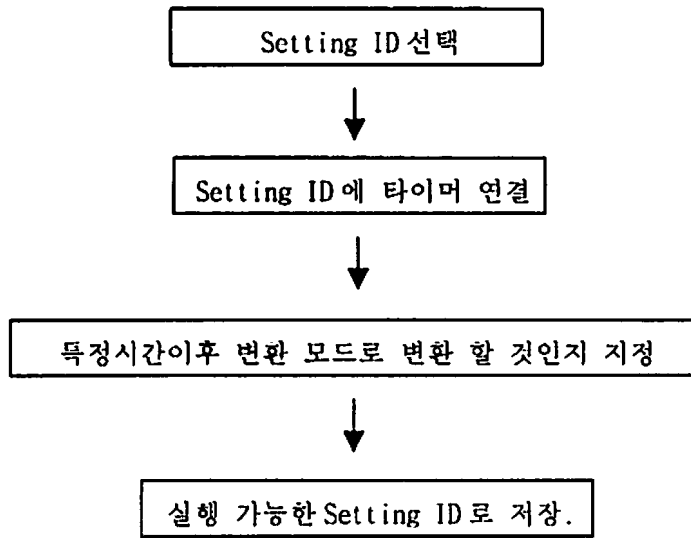 Setting ID 선택
Setting ID에 타이머 연결
특정시간이후 변환 모드로 변환 할 것인지 지정
실행 가능한 Setting ID로 저장.